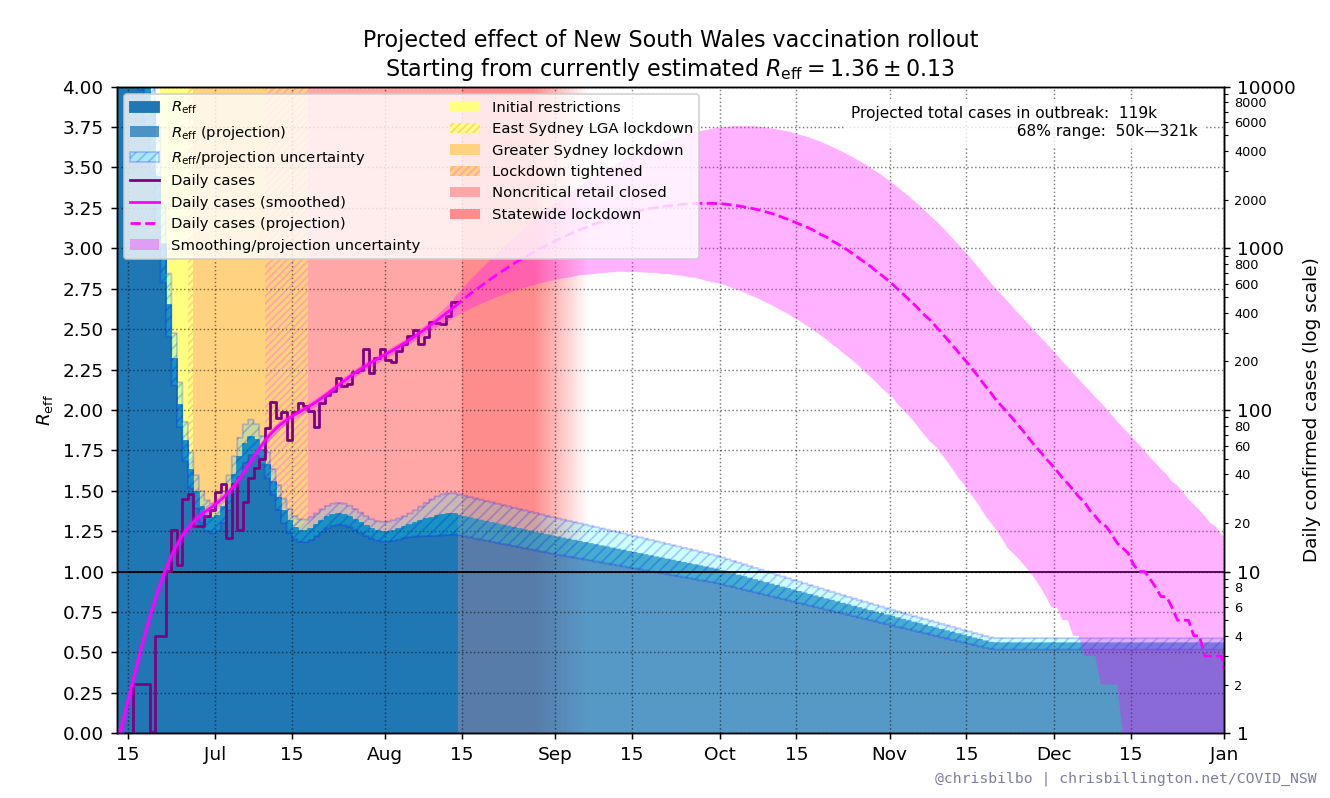 Projected effect of New South Wales vaccination rollout
Starting from currently estimated Reff = 1.36 ± 0.13
Reff
Reff (projection)
Reff/projection uncertainty
Daily cases
Daily cases (smoothed)
Daily cases (projection)
Smoothing/projection uncertainty
Initial restrictions
East Sydney LGA lockdown
Greater Sydney lockdown
Lockdown tightened
Noncritical retail closed
Statewide lockdown
Projected total cases in outbreak: 119k
68% range: 50k—321k
4.00
3.75
3.50
3.25
3.00
2.75
2.50
2.25
2.00
1.75
1.50
1.25
1.00
0.75
0.50
0.25
0.00
Reff
10000
8000
6000
4000
2000
1000
800
600
400
200
100
80
60
40
20
10
8
6
4
2
1
Daily confirmed cases (log scale)
15 Jul 15 Aug 15 Sep 15 Oct 15 Nov 15 Dec 15 Jan
@chrisbilbo | chrisbillington.net/COVID_NSW